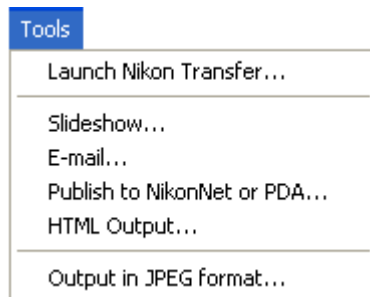 Tools
Launch Nikon Transfer...
Slideshow...
E-mail...
Publish to NikonNet or PDA...
HTML Output...
Output in JPEG format...